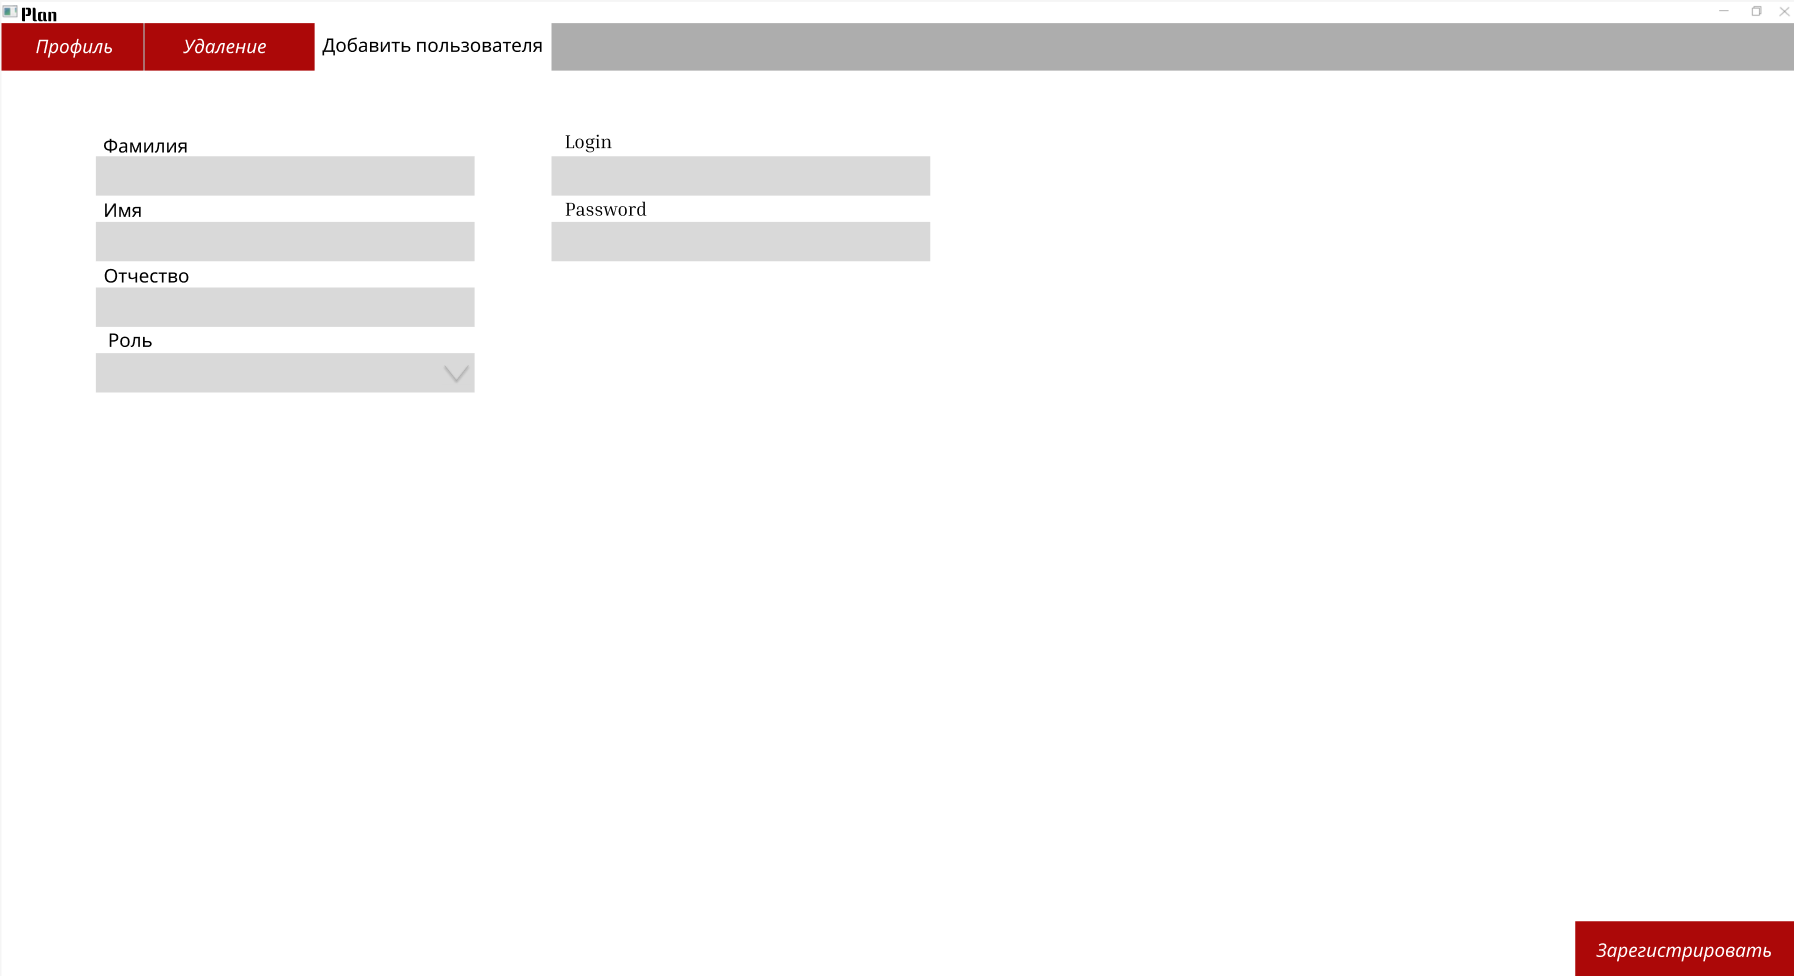 Plan
Профиль Удаление Добавить пользователя
Фамилия
Имя
Отчество
Роль
Login
Password
Зарегистрировать